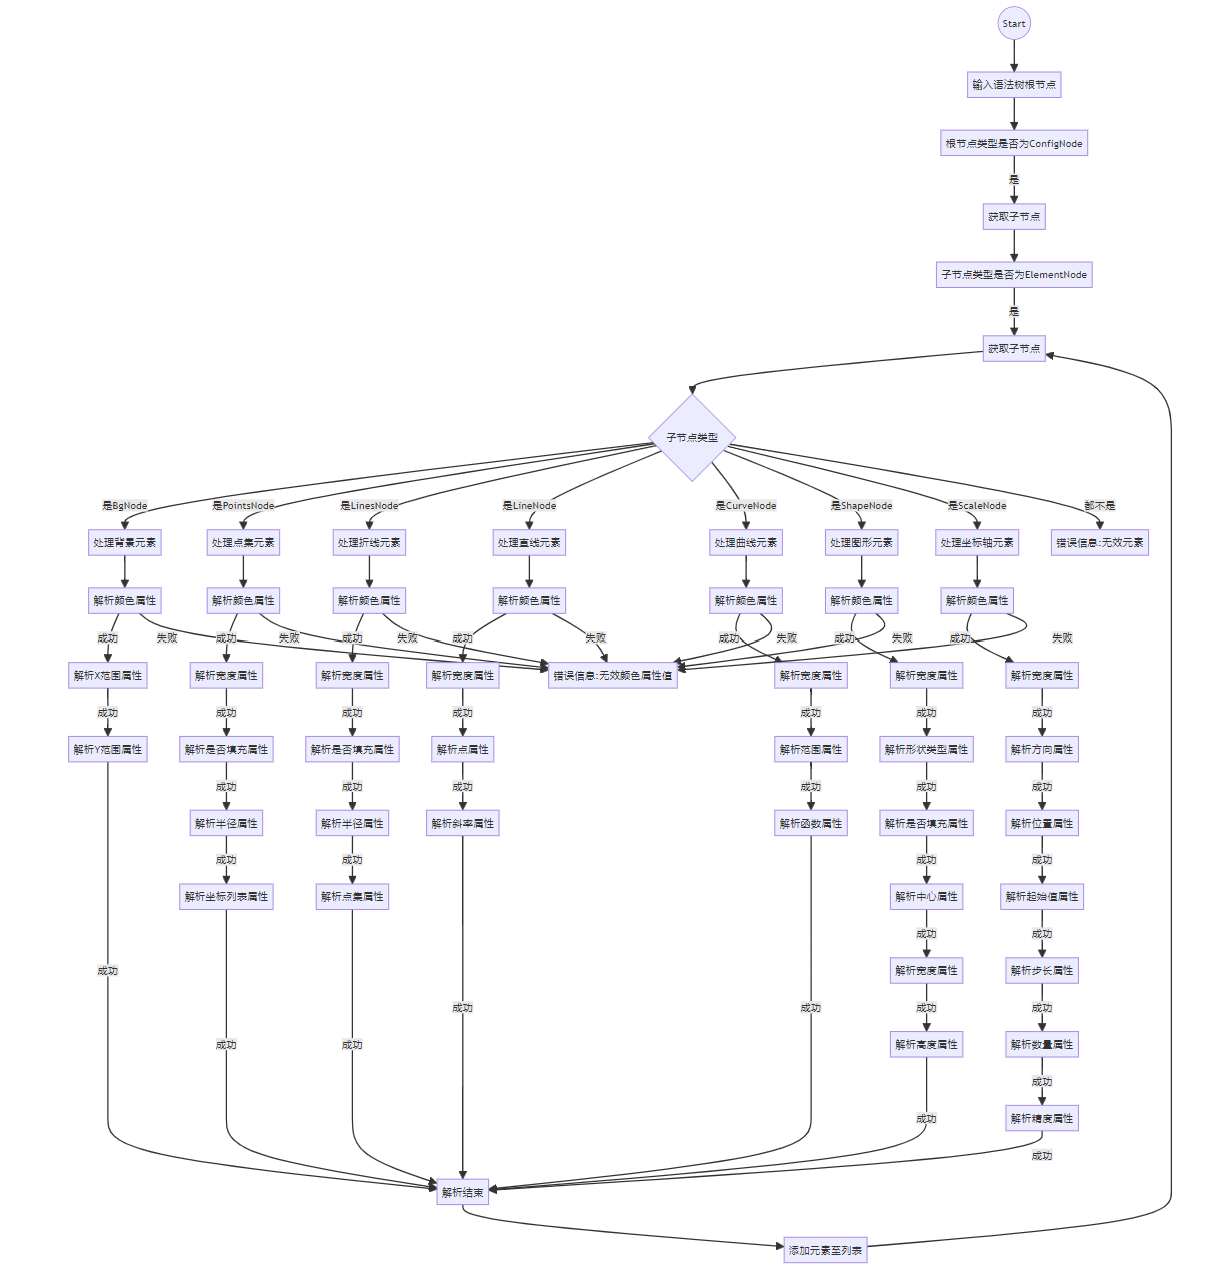 Start
输入语法树根节点
根节点类型是否为ConfigNode
是
获取子节点
子节点类型是否为ElementNode
是
获取子节点
子节点类型
是BgNode
是PointsNode
是LinesNode
是LineNode
是CurveNode
是ShapeNode
是ScaleNode
都不是
处理背景元素
处理点集元素
处理折线元素
处理直线元素
处理曲线元素
处理图形元素
处理坐标轴元素
错误信息:无效元素
解析颜色属性
解析颜色属性
解析颜色属性
解析颜色属性
解析颜色属性
解析颜色属性
解析颜色属性
成功
失败
成功
失败
成功
失败
成功
失败
成功
失败
成功
失败
成功
失败
解析X范围属性
解析宽度属性
解析宽度属性
解析宽度属性
错误信息:无效颜色属性值
解析宽度属性
解析宽度属性
解析宽度属性
成功
成功
成功
成功
成功
成功
成功
解析Y范围属性
解析是否填充属性
解析是否填充属性
解析点属性
解析范围属性
解析形状类型属性
解析方向属性
成功
成功
成功
成功
成功
成功
解析半径属性
解析半径属性
解析斜率属性
解析函数属性
解析是否填充属性
解析位置属性
成功
成功
成功
成功
解析坐标列表属性
解析点集属性
解析中心属性
解析起始值属性
成功
成功
成功
解析宽度属性
解析步长属性
成功
成功
成功
成功
解析高度属性
解析数量属性
成功
成功
成功
成功
解析精度属性
成功
解析结束
添加元素至列表